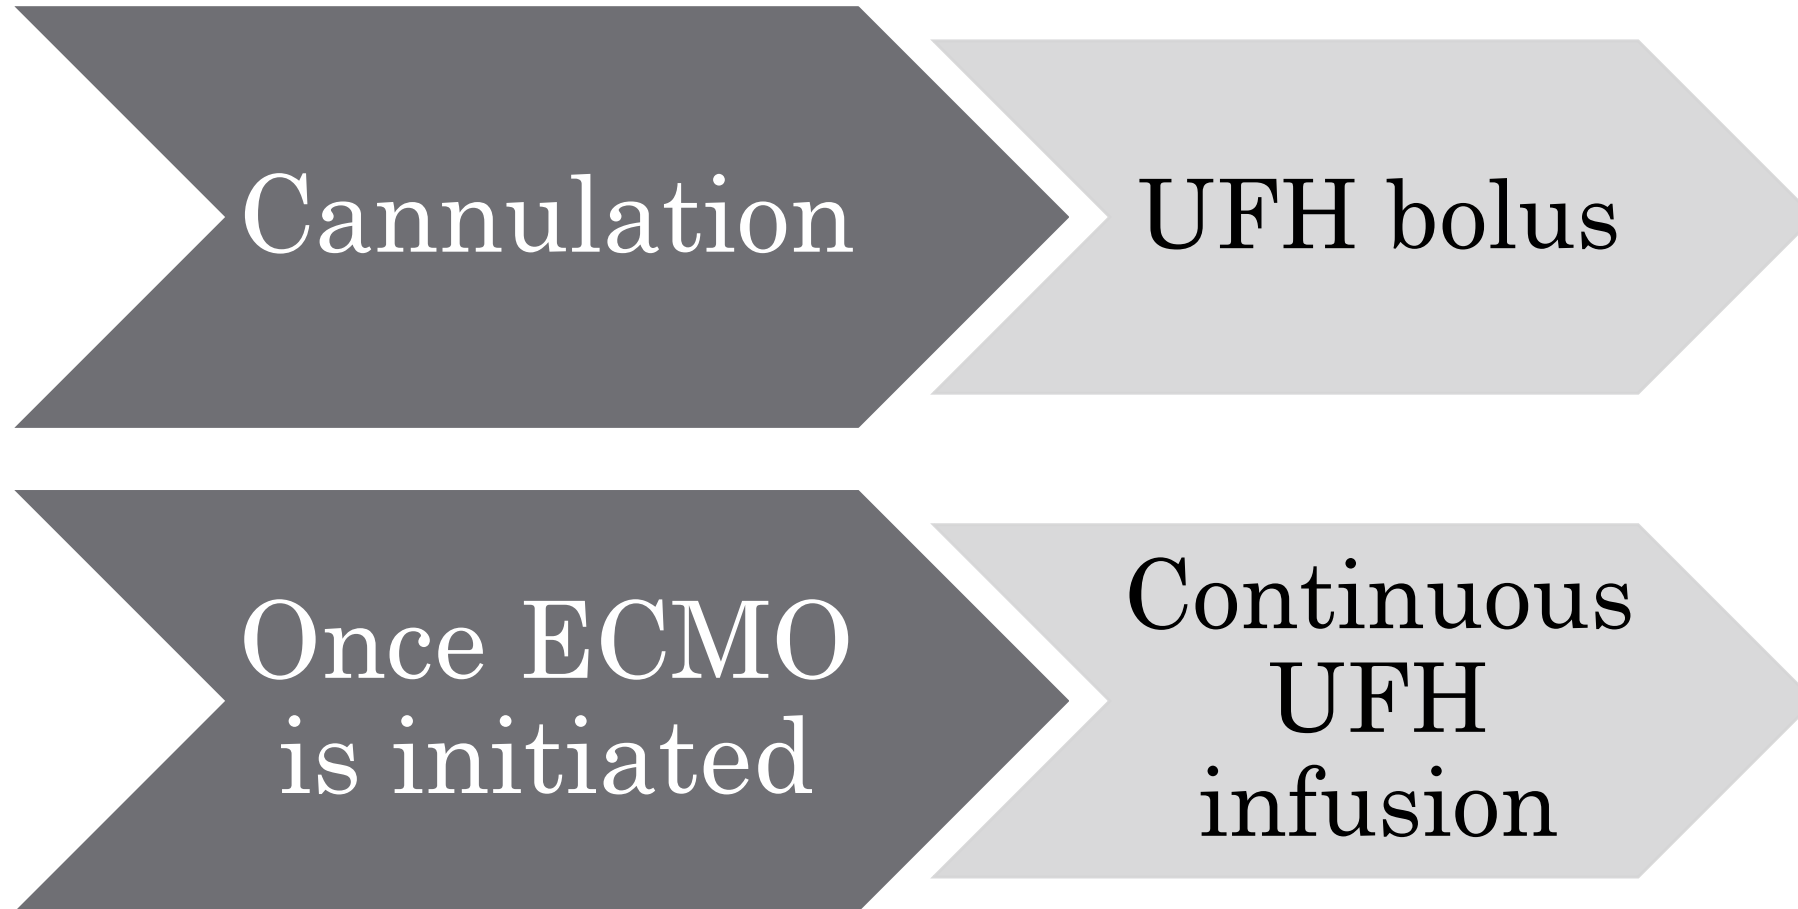 Cannulation
UFH bolus
Once ECMO
is initiated
Continuous
UFH
infusion